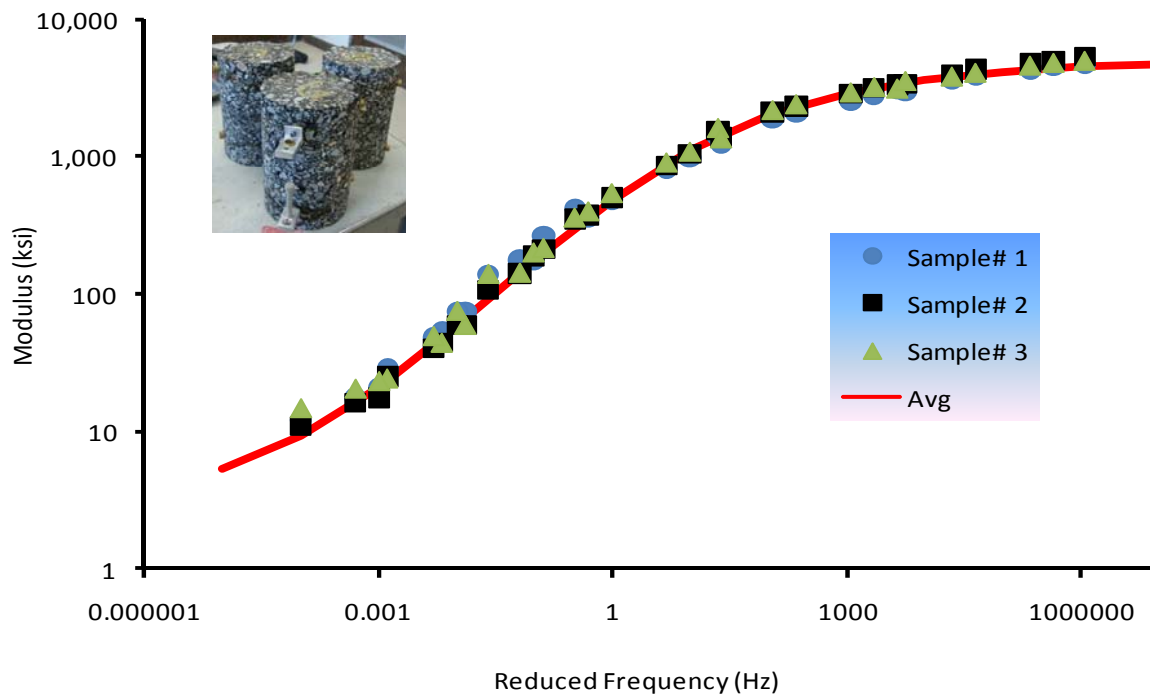 10,000
1,000
100
10
1
Modulus (ksi)
0.000001
0.001
1
1000
1000000
Reduced Frequency (Hz)
Sample# 1
Sample# 2
Sample# 3
Avg